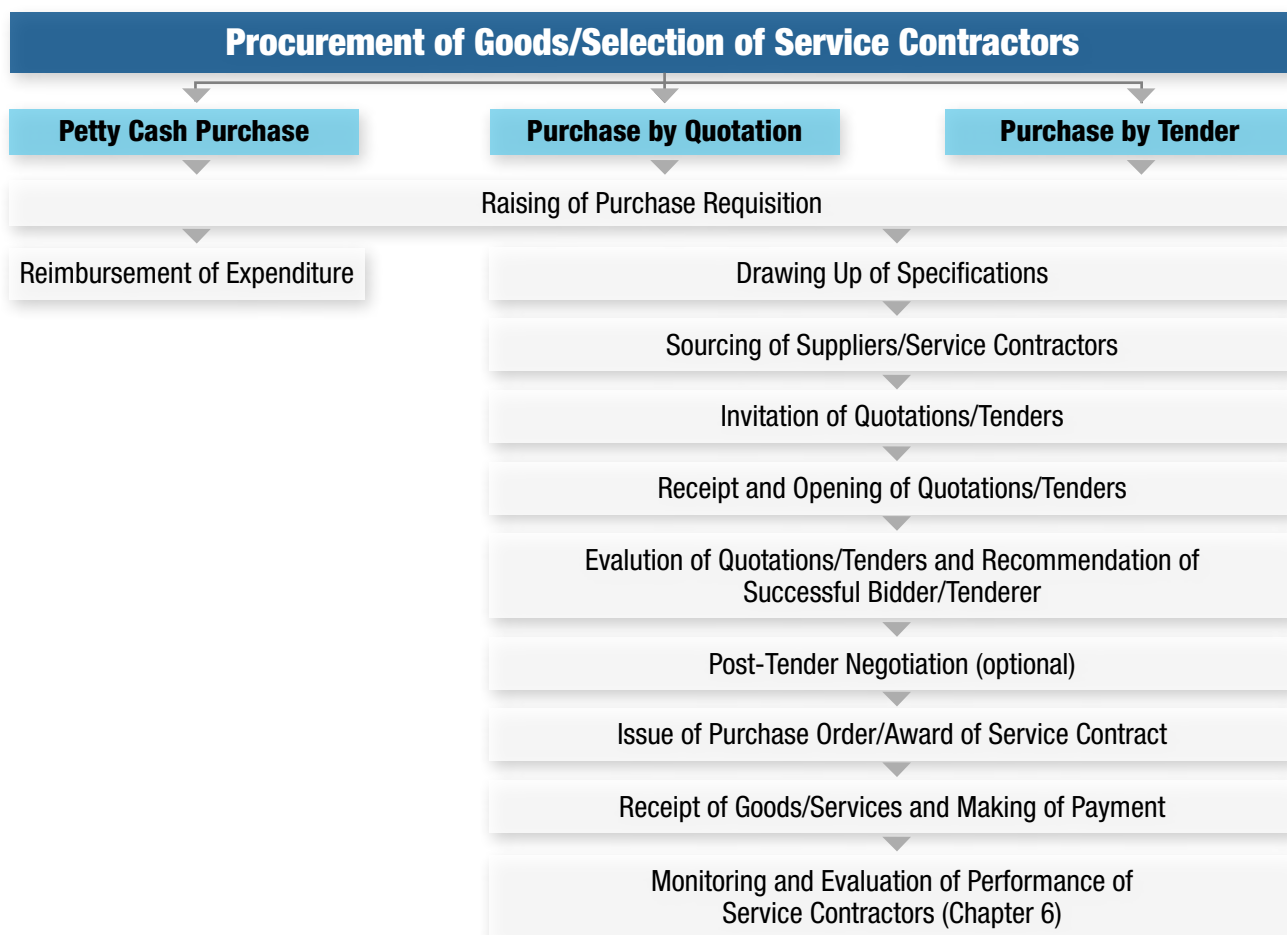 Procurement of Goods/Selection of Service Contractors
Petty Cash Purchase
Purchase by Quotation
Purchase by Tender
Raising of Purchase Requisition
Reimbursement of Expenditure
Drawing Up of Specifications
Sourcing of Suppliers/Service Contractors
Invitation of Quotations/Tenders
Receipt and Opening of Quotations/Tenders
Evalution of Quotations/Tenders and Recommendation of
Successful Bidder/Tenderer
Post-Tender Negotiation (optional)
Issue of Purchase Order/Award of Service Contract
Receipt of Goods/Services and Making of Payment
Monitoring and Evaluation of Performance of
Service Contractors (Chapter 6)